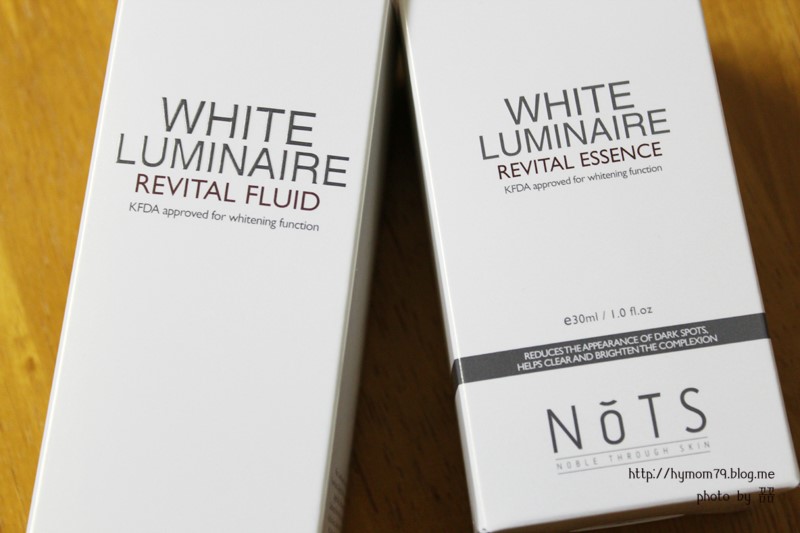 WHITE
LUMINAIRE
REVITAL FLUID
KFDA approved for whitening function
WHITE
LUMINAIRE
REVITAL ESSENCE
KFDA approved for whitening function
e30ml / 1.0 fl.oz
REDUCES THE APPEARANCE OF DARK SPOTS,
HELPS CLEAR AND BRIGHTEN THE COMPLEXION
NŏTS
NOBLE THROUGH SKIN
http://hymom79.blog.me
photo by